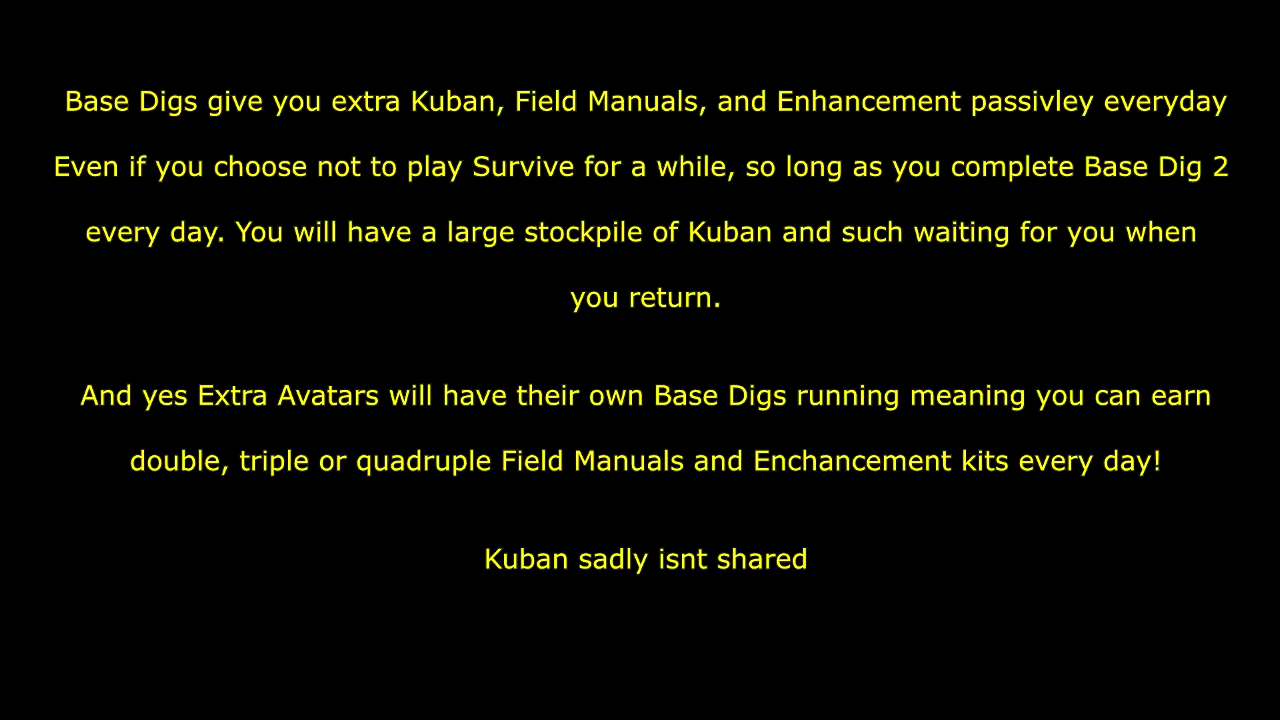 Base Digs give you extra Kuban, Field Manuals, and Enhancement passivley everyday
Even if you choose not to play Survive for a while, so long as you complete Base Dig 2
every day. You will have a large stockpile of Kuban and such waiting for you when
you return.
And yes Extra Avatars will have their own Base Digs running meaning you can earn
double, triple or quadruple Field Manuals and Enchancement kits every day!
Kuban sadly isnt shared